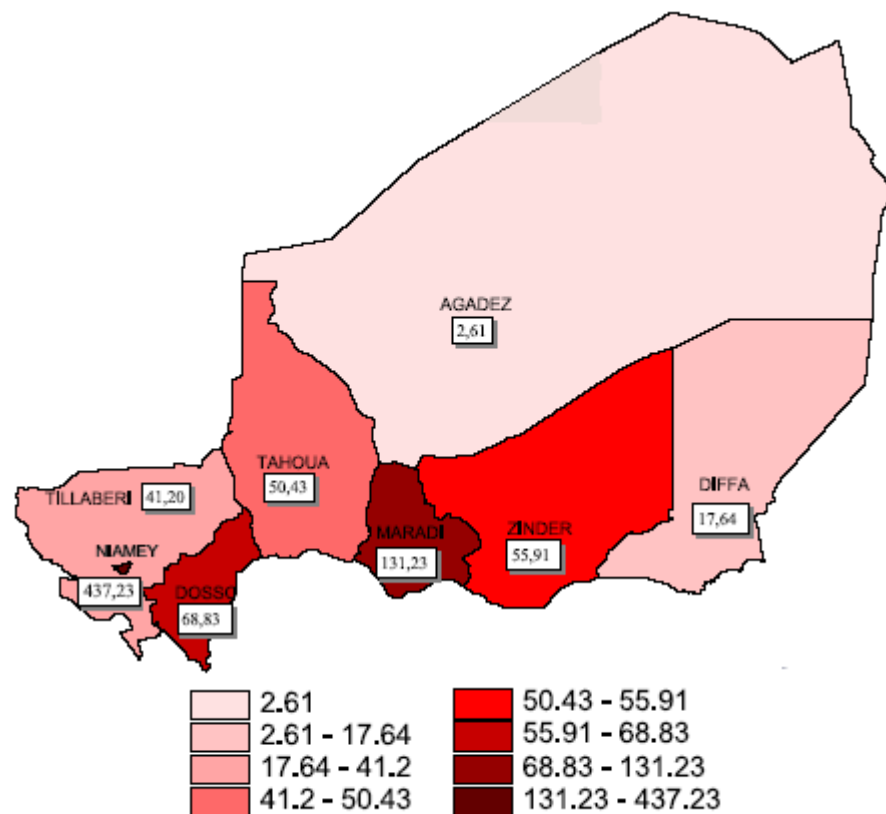 AGADEZ
2,61
TAHOUA
50,43
DIFFA
17,64
TILLABERI 41,20
NIAMEY
437,23
MARADI
131,23
ZINDER
55,91
DOSSO
68,83
2.61
2.61 - 17.64
17.64 - 41.2
41.2 - 50.43
50.43 - 55.91
55.91 - 68.83
68.83 - 131.23
131.23 - 437.23